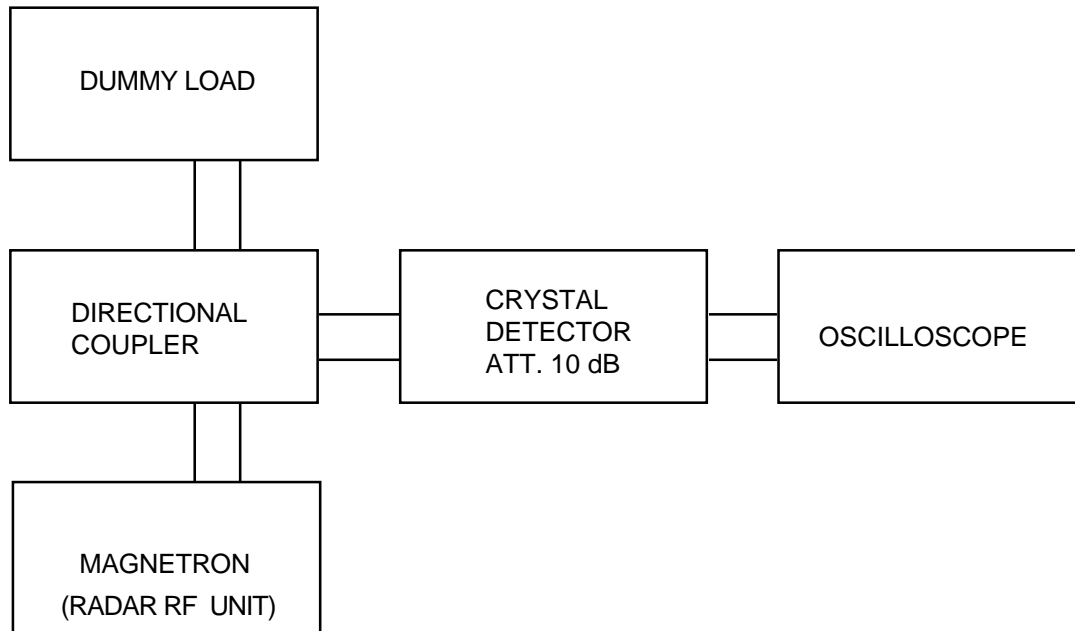 DUMMY LOAD
DIRECTIONAL
COUPLER
CRYSTAL
DETECTOR
ATT. 10 dB
OSCILLOSCOPE
MAGNETRON
(RADAR RF UNIT)